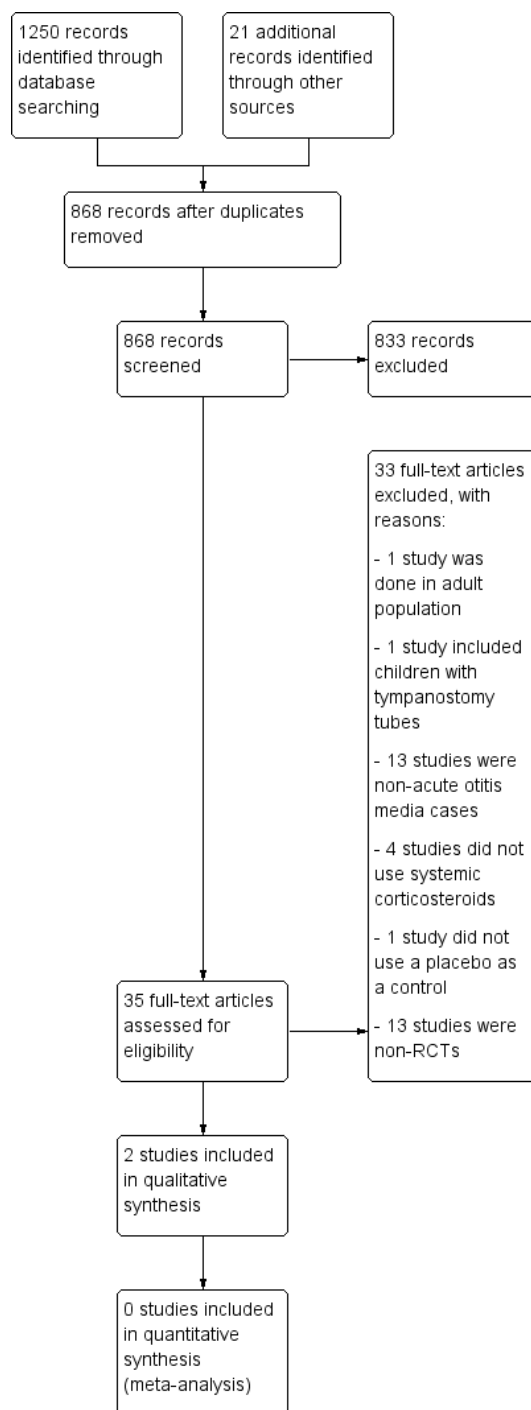 1250 records
identified through
database
searching
21 additional
records identified
through other
sources
868 records after duplicates
removed
868 records
screened
833 records
excluded
33 full-text articles
excluded, with
reasons:
- 1 study was
done in adult
population
- 1 study included
children with
tympanostomy
tubes
- 13 studies were
non-acute otitis
media cases
- 4 studies did not
use systemic
corticosteroids
- 1 study did not
use a placebo as
a control
- 13 studies were
non-RCTs
35 full-text articles
assessed for
eligibility
2 studies included
in qualitative
synthesis
0 studies included
in quantitative
synthesis
(meta-analysis)